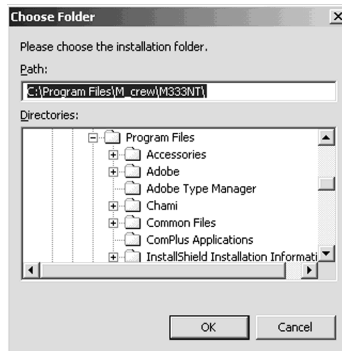 Choose Folder
Please choose the installation folder.
Path:
C:\Program Files\M_crew\M333NT\
Directories:
Program Files
Accessories
Adobe
Adobe Type Manager
Chami
Common Files
ComPlus Applications
InstallShield Installation Informati
OK
Cancel